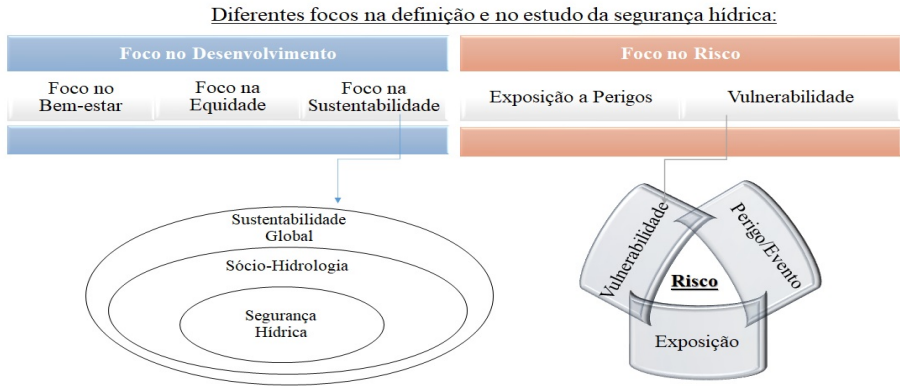 Diferentes focos na definição e no estudo da segurança hídrica:
Foco no Desenvolvimento
Foco no Risco
Foco no
Bem-estar
Foco na
Equidade
Foco na
Sustentabilidade
Exposição a Perigos
Vulnerabilidade
Sustentabilidade
Global
Sócio-Hidrologia
Segurança
Hídrica
Vulnerabilidade
Perigo/Evento
Risco
Exposição